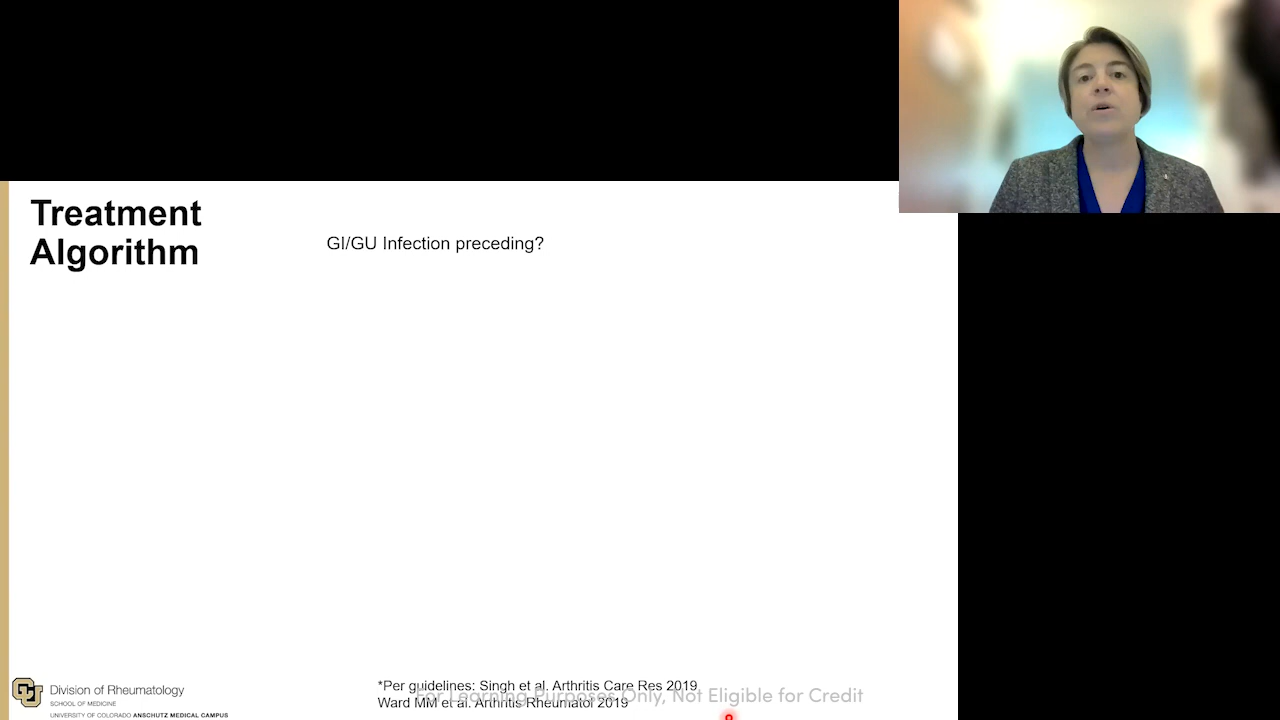 Treatment
Algorithm
GI/GU Infection preceding?
*Per guidelines: Singh et al. Arthritis Care Res 2019
Ward MM et al. Arthritis Rheumatol 2019
For Learning Purposes Only, Not Eligible for Credit
Division of Rheumatology
SCHOOL OF MEDICINE
UNIVERSITY OF COLORADO ANSCHUTZ MEDICAL CAMPUS